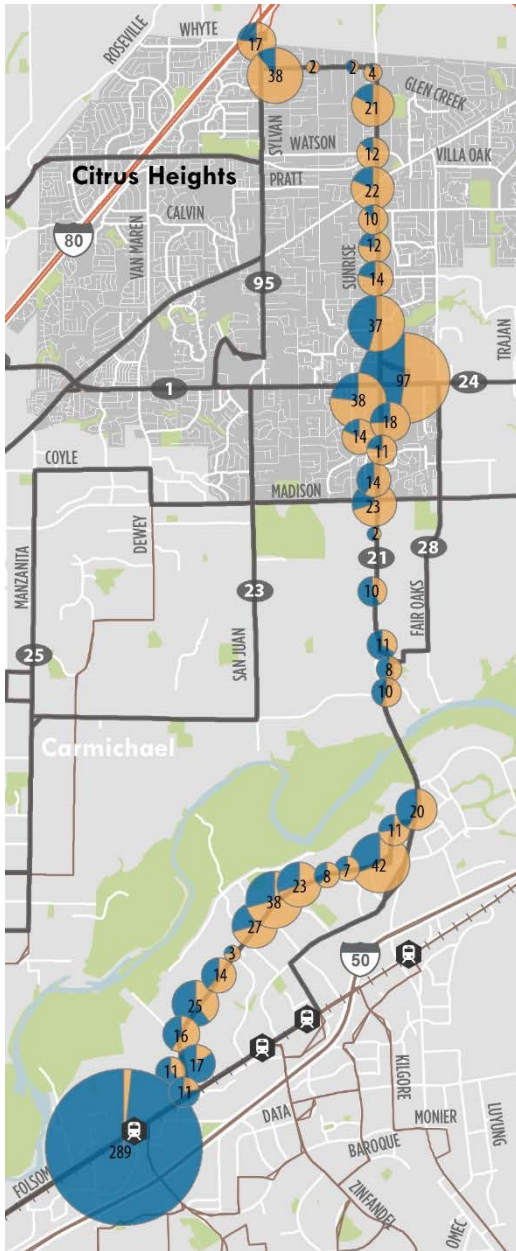 WHYTE
ROSEVILLE
17
38
2
2
4
GLEN CREEK
21
SYLVAN
WATSON
12
VILLA OAK
Citrus Heights
PRATT
22
CALVIN
10
VAN MAREN
80
12
SUNRISE
95
14
37
TRAJAN
1
97
24
38
18
14
11
COYLE
14
MADISON
23
2
DEWEY
21
28
MANZANITA
23
10
FAIR OAKS
25
SAN JUAN
11
8
10
Carmichael
20
11
42
7
8
23
38
27
3
50
14
25
16
17
11
11
KILGORE
DATA
MONIER
LUYUNG
BAROQUE
289
FOLSOM
ZINFANDEL
OMEC